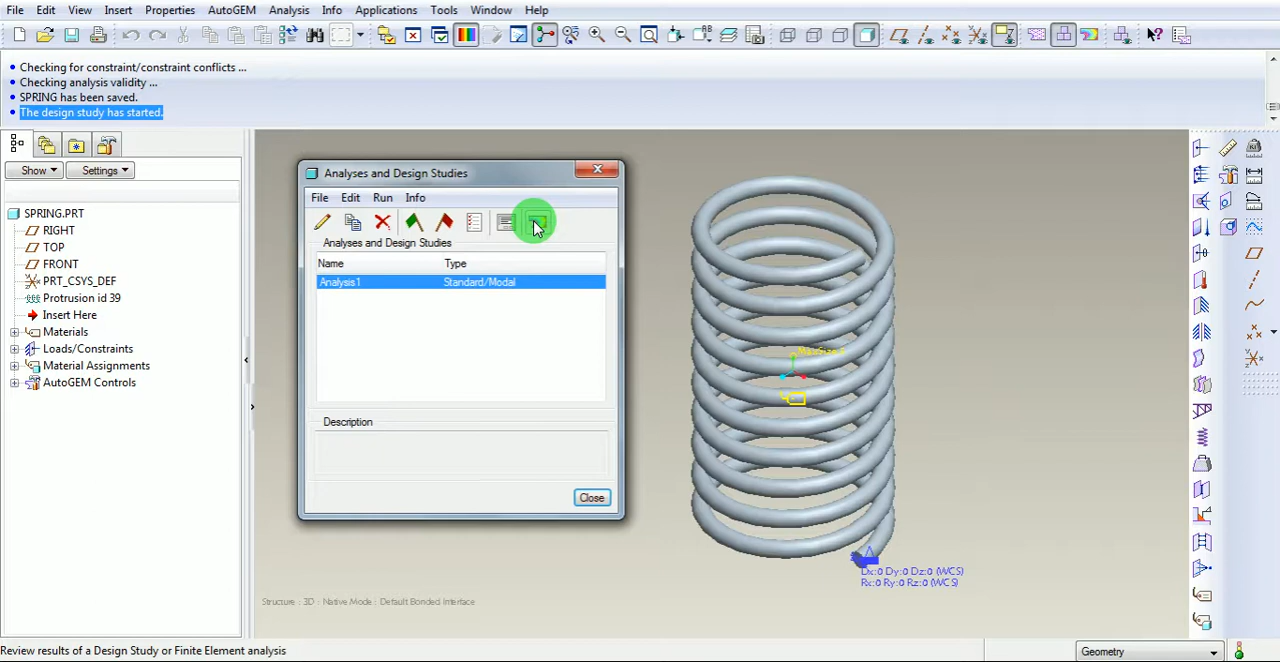 File Edit View Insert Properties AutoGEM Analysis Info Applications Tools Window Help
Checking for constraint/constraint conflicts ...
Checking analysis validity ...
SPRING has been saved.
The design study has started.
Show Settings
SPRING.PRT
RIGHT
TOP
FRONT
PRT_CSYS_DEF
Protrusion id 39
Insert Here
Materials
Loads/Constraints
Material Assignments
AutoGEM Controls
Analyses and Design Studies
File Edit Run Info
Analyses and Design Studies
Name Type
Analysis1 Standard/Modal
Description
Close
Dx:0 Dy:0 Dz:0 (WCS)
Rx:0 Ry:0 Rz:0 (WCS)
Structure : 3D : Native Mode : Default Bonded Interface
Review results of a Design Study or Finite Element analysis
Geometry